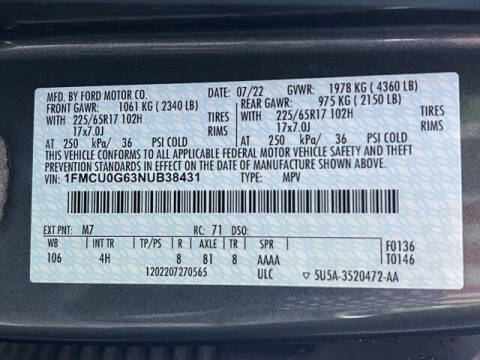 MFD. BY FORD MOTOR CO. 07/22 GVWR: 1978 KG ( 4360 LB)
FRONT GAWR: 1061 KG ( 2340 LB) REAR GAWR: 975 KG ( 2150 LB)
WITH 225/65R17 102H TIRES WITH 225/65R17 102H TIRES
17x7.0J RIMS 17x7.0J RIMS
AT 250 kPa/ 36 PSI COLD AT 250 kPa/ 36 PSI COLD
THIS VEHICLE CONFORMS TO ALL APPLICABLE FEDERAL MOTOR VEHICLE SAFETY, BUMPER, AND THEFT
PREVENTION STANDARDS IN EFFECT ON THE DATE OF MANUFACTURE SHOWN ABOVE.
VIN: 1FMCU0G63NUB38431 TYPE: MPV
EXT PNT: M7 RC: 71 DSO:
WB INT TR TP/PS R AXLE TR SPR F0136
106 4H 8 81 8 AAAA T0146
1202207270565 ULC ▽ 5U5A-3520472-AA